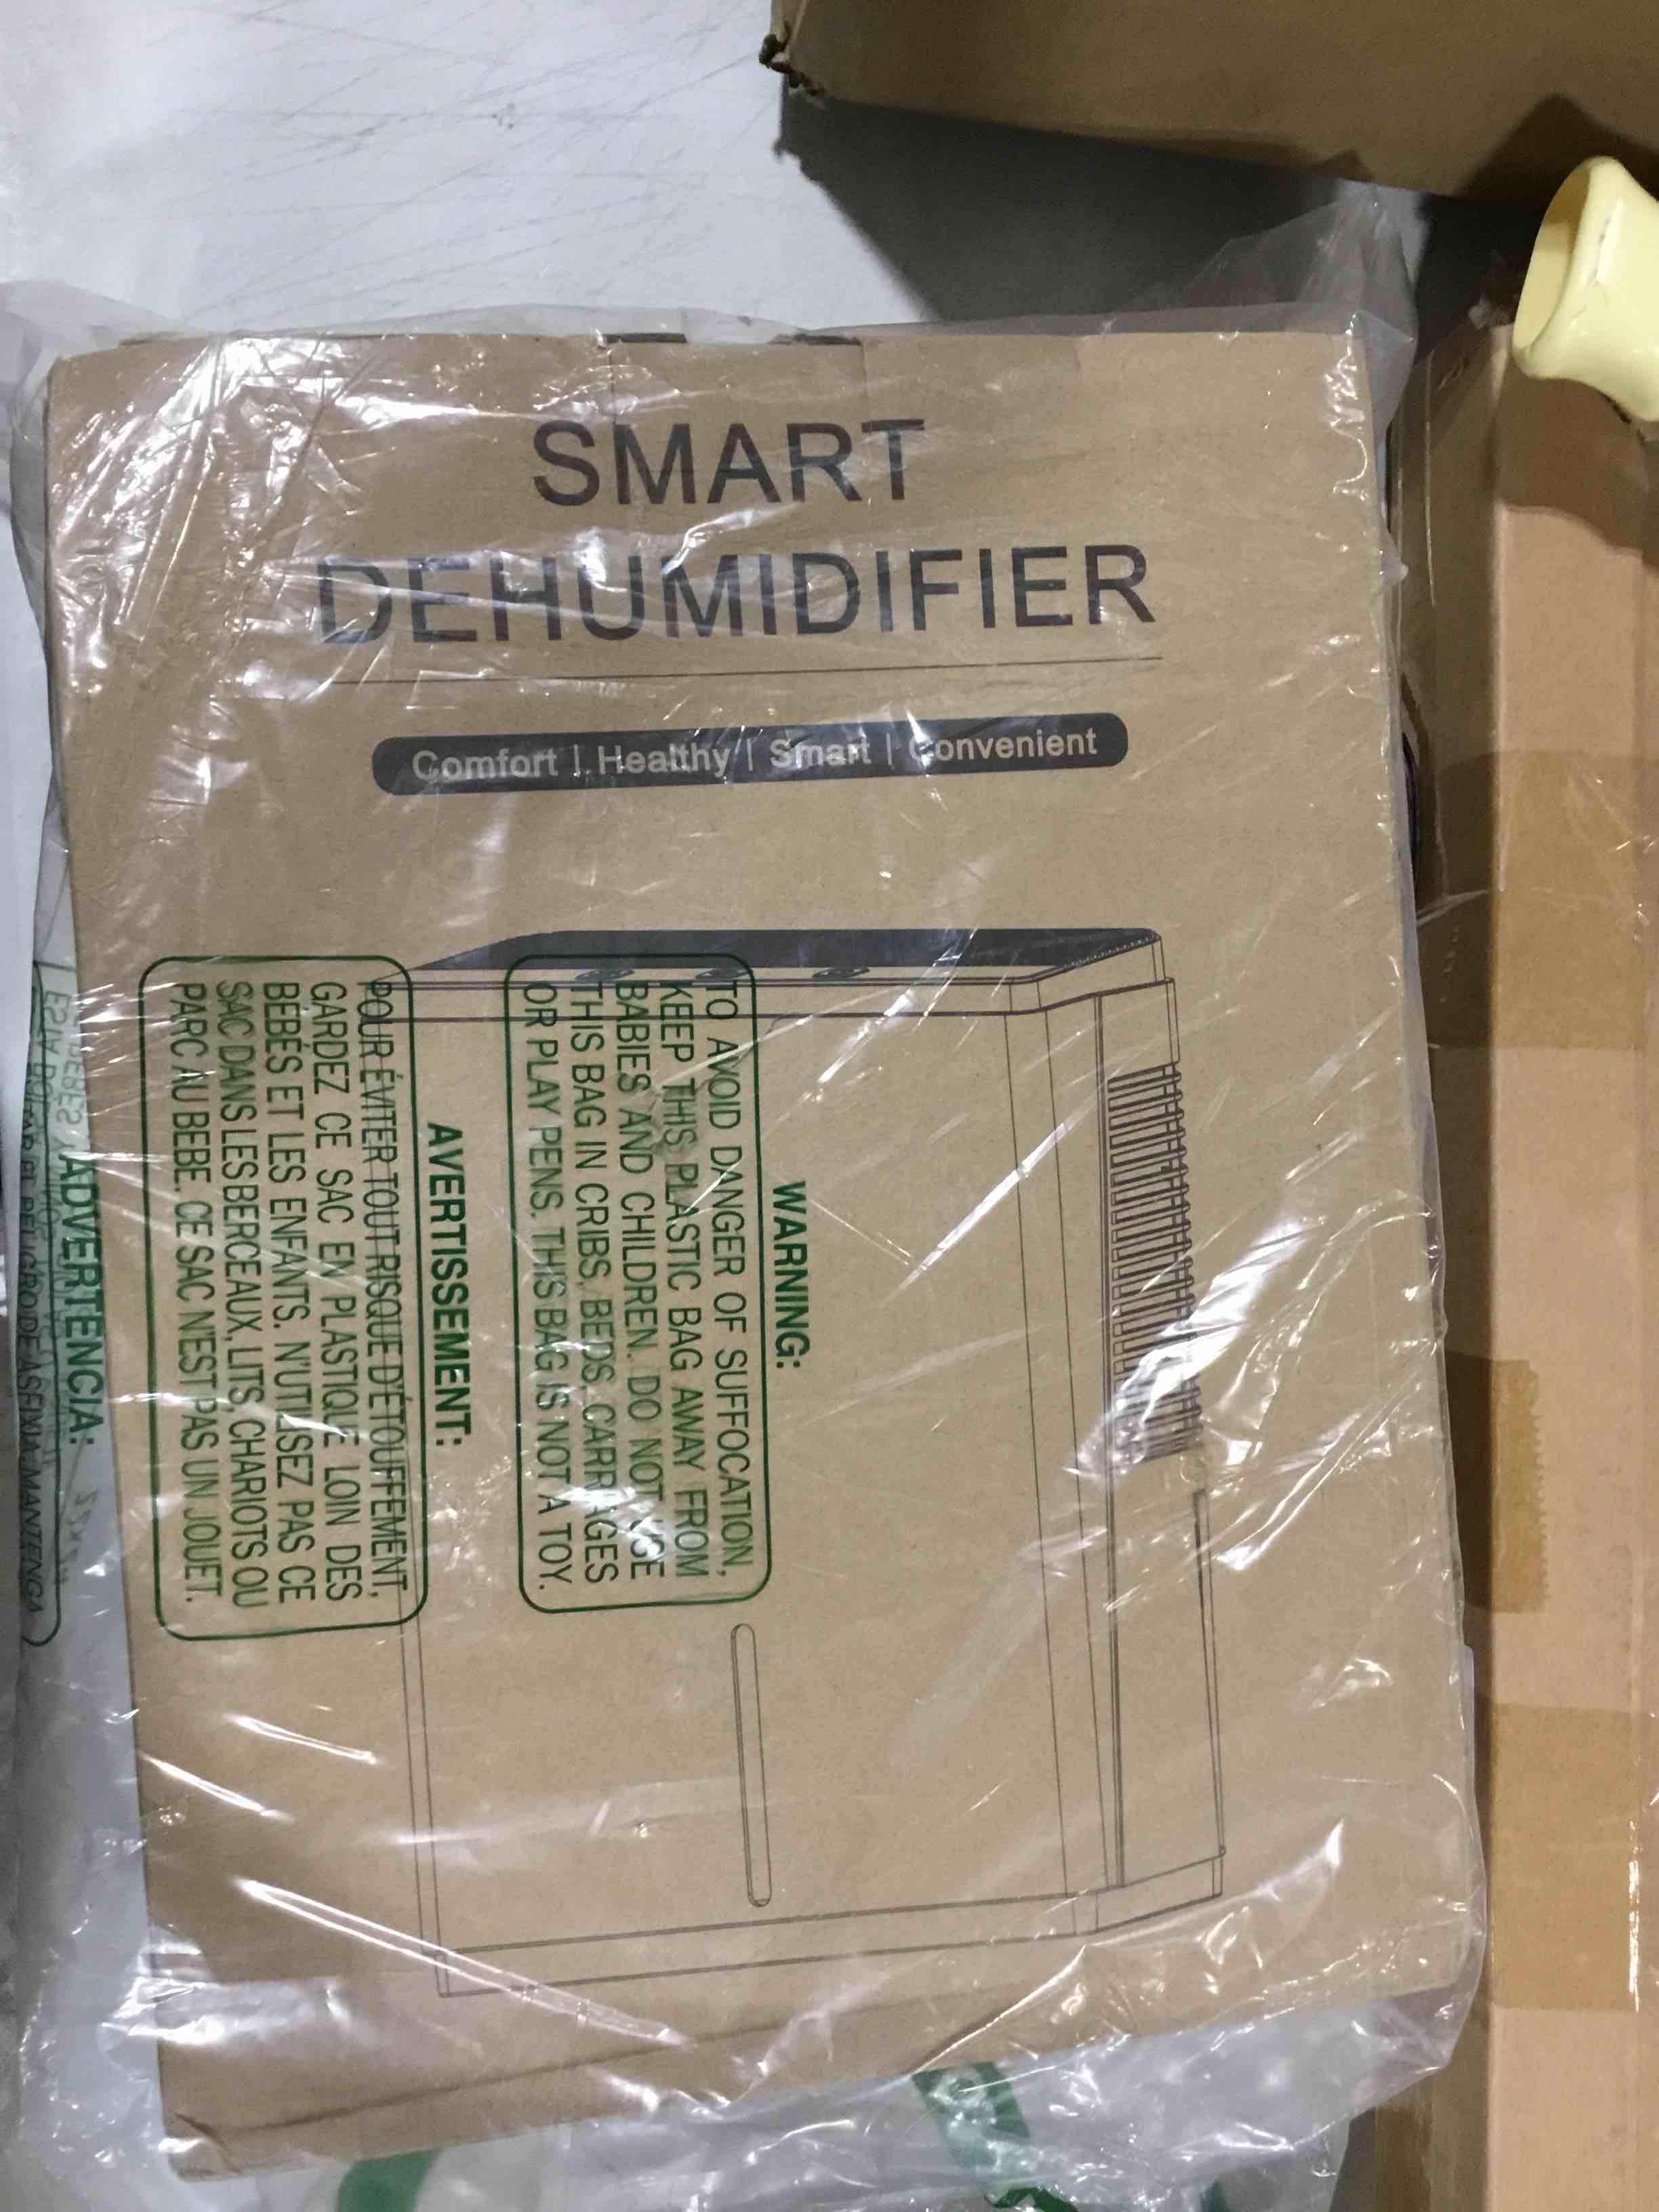 SMART
DEHUMIDIFIER
Comfort | Healthy | Smart | Convenient
WARNING:
TO AVOID DANGER OF SUFFOCATION,
KEEP THIS PLASTIC BAG AWAY FROM
BABIES AND CHILDREN. DO NOT USE
THIS BAG IN CRIBS, BEDS, CARRIAGES
OR PLAY PENS. THIS BAG IS NOT A TOY.
AVERTISSEMENT:
POUR ÉVITER TOUT RISQUE D'ÉTOUFFEMENT,
GARDEZ CE SAC EN PLASTIQUE LOIN DES
BÉBÉS ET LES ENFANTS. N'UTILISEZ PAS CE
SAC DANS LES BERCEAUX, LITS, CHARIOTS OU
PARC AU BEBE. CE SAC N'EST PAS UN JOUET.
ADVERTENCIA: